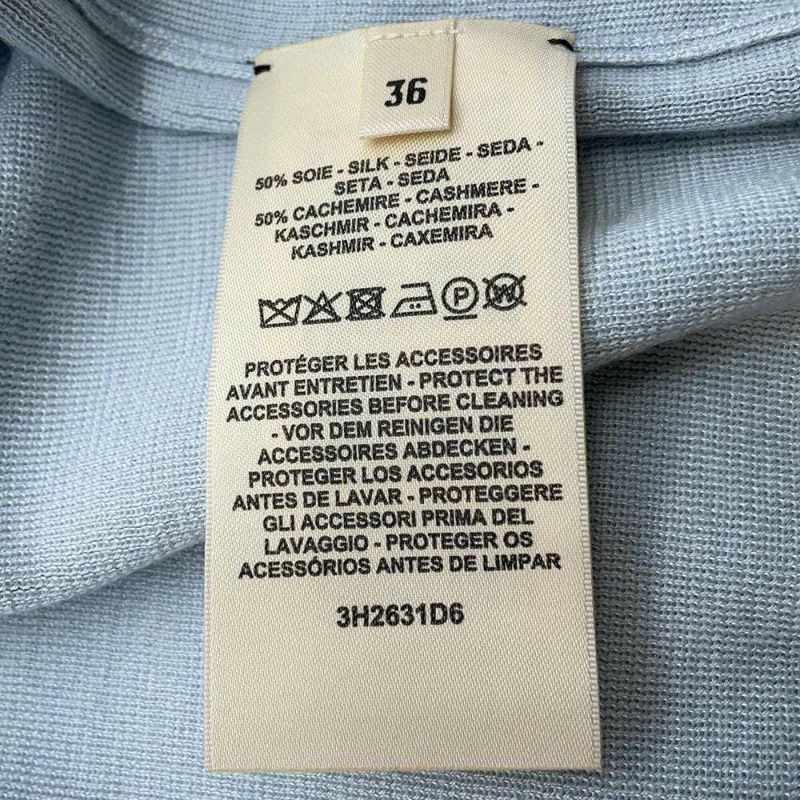 36
50% SOIE - SILK - SEIDE - SEDA -
SETA - SEDA
50% CACHEMIRE - CASHMERE -
KASCHMIR - CACHEMIRA -
KASHMIR - CAXEMIRA
P
W
PROTÉGER LES ACCESSOIRES
AVANT ENTRETIEN - PROTECT THE
ACCESSORIES BEFORE CLEANING
- VOR DEM REINIGEN DIE
ACCESSOIRES ABDECKEN -
PROTEGER LOS ACCESORIOS
ANTES DE LAVAR - PROTEGGERE
GLI ACCESSORI PRIMA DEL
LAVAGGIO - PROTEGER OS
ACESSÓRIOS ANTES DE LIMPAR
3H2631D6